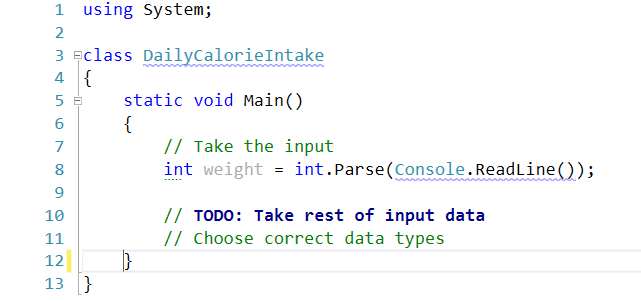 1 using System;
2
3 class DailyCalorieIntake
4 {
5 static void Main()
6 {
7 // Take the input
8 int weight = int.Parse(Console.ReadLine());
9
10 // TODO: Take rest of input data
11 // Choose correct data types
12 }
13 }